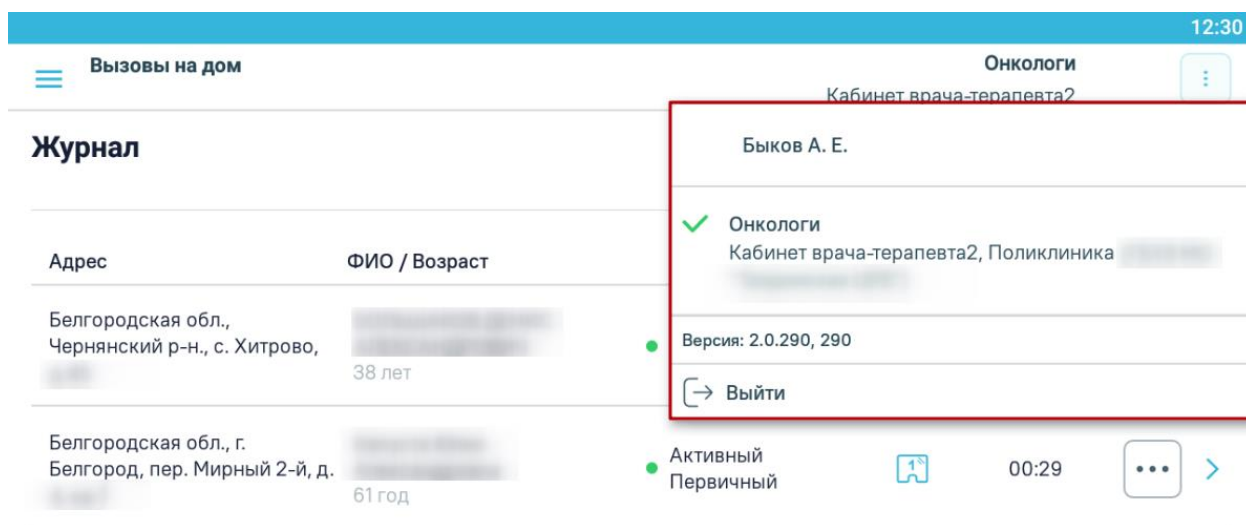 12:30
Вызовы на дом
Онкологи
Кабинет врача-терапевта2
Журнал
Быков А. Е.
Онкологи
Кабинет врача-терапевта2, Поликлиника
Версия: 2.0.290, 290
Выйти
Адрес
ФИО / Возраст
Белгородская обл.,
Чернянский р-н., с. Хитрово,
38 лет
Белгородская обл., г.
Белгород, пер. Мирный 2-й, д.
61 год
Активный
Первичный
1
00:29